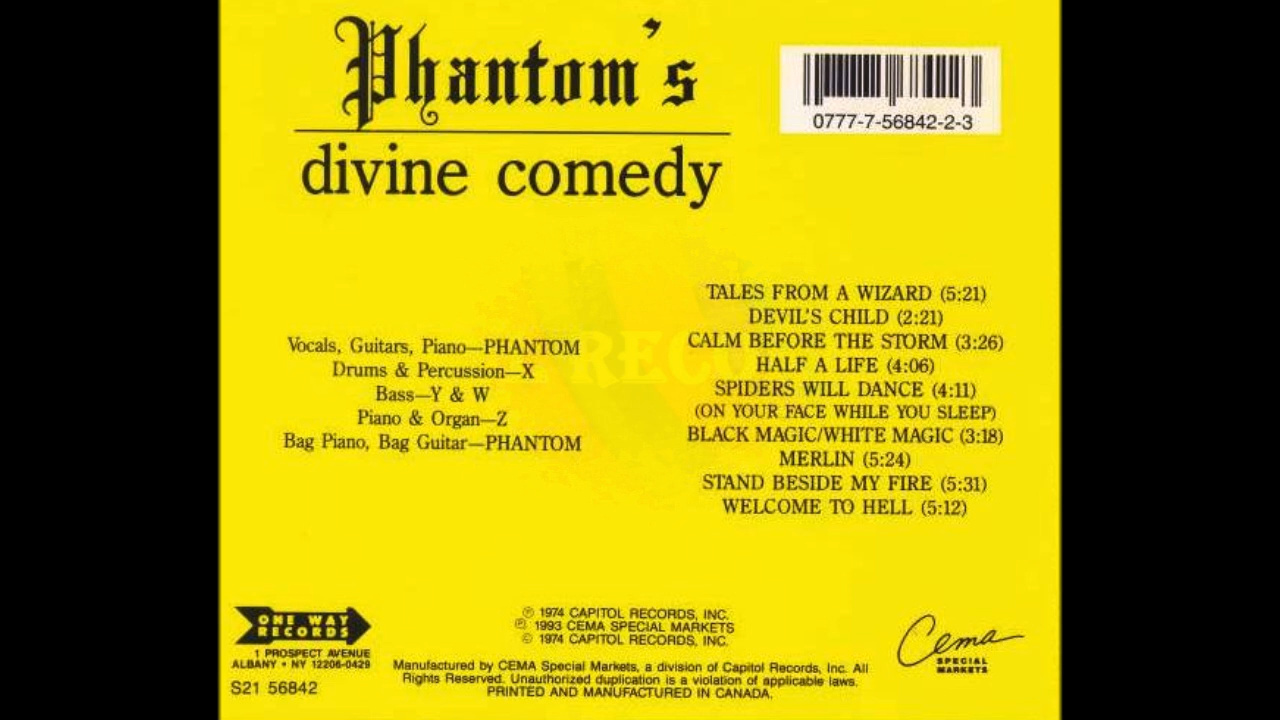 Phantom's
divine comedy
0777-7-56842-2-3
Vocals, Guitars, Piano—PHANTOM
Drums & Percussion—X
Bass—Y & W
Piano & Organ—Z
Bag Piano, Bag Guitar—PHANTOM
TALES FROM A WIZARD (5:21)
DEVIL'S CHILD (2:21)
CALM BEFORE THE STORM (3:26)
HALF A LIFE (4:06)
SPIDERS WILL DANCE (4:11)
(ON YOUR FACE WHILE YOU SLEEP)
BLACK MAGIC/WHITE MAGIC (3:18)
MERLIN (5:24)
STAND BESIDE MY FIRE (5:31)
WELCOME TO HELL (5:12)
ONE WAY
RECORDS
1 PROSPECT AVENUE
ALBANY • NY 12206-0429
S21 56842
℗ 1974 CAPITOL RECORDS, INC.
℗ 1993 CEMA SPECIAL MARKETS
© 1974 CAPITOL RECORDS, INC.
Manufactured by CEMA Special Markets, a division of Capitol Records, Inc. All
Rights Reserved. Unauthorized duplication is a violation of applicable laws.
PRINTED AND MANUFACTURED IN CANADA.
Cema
SPECIAL
MARKETS